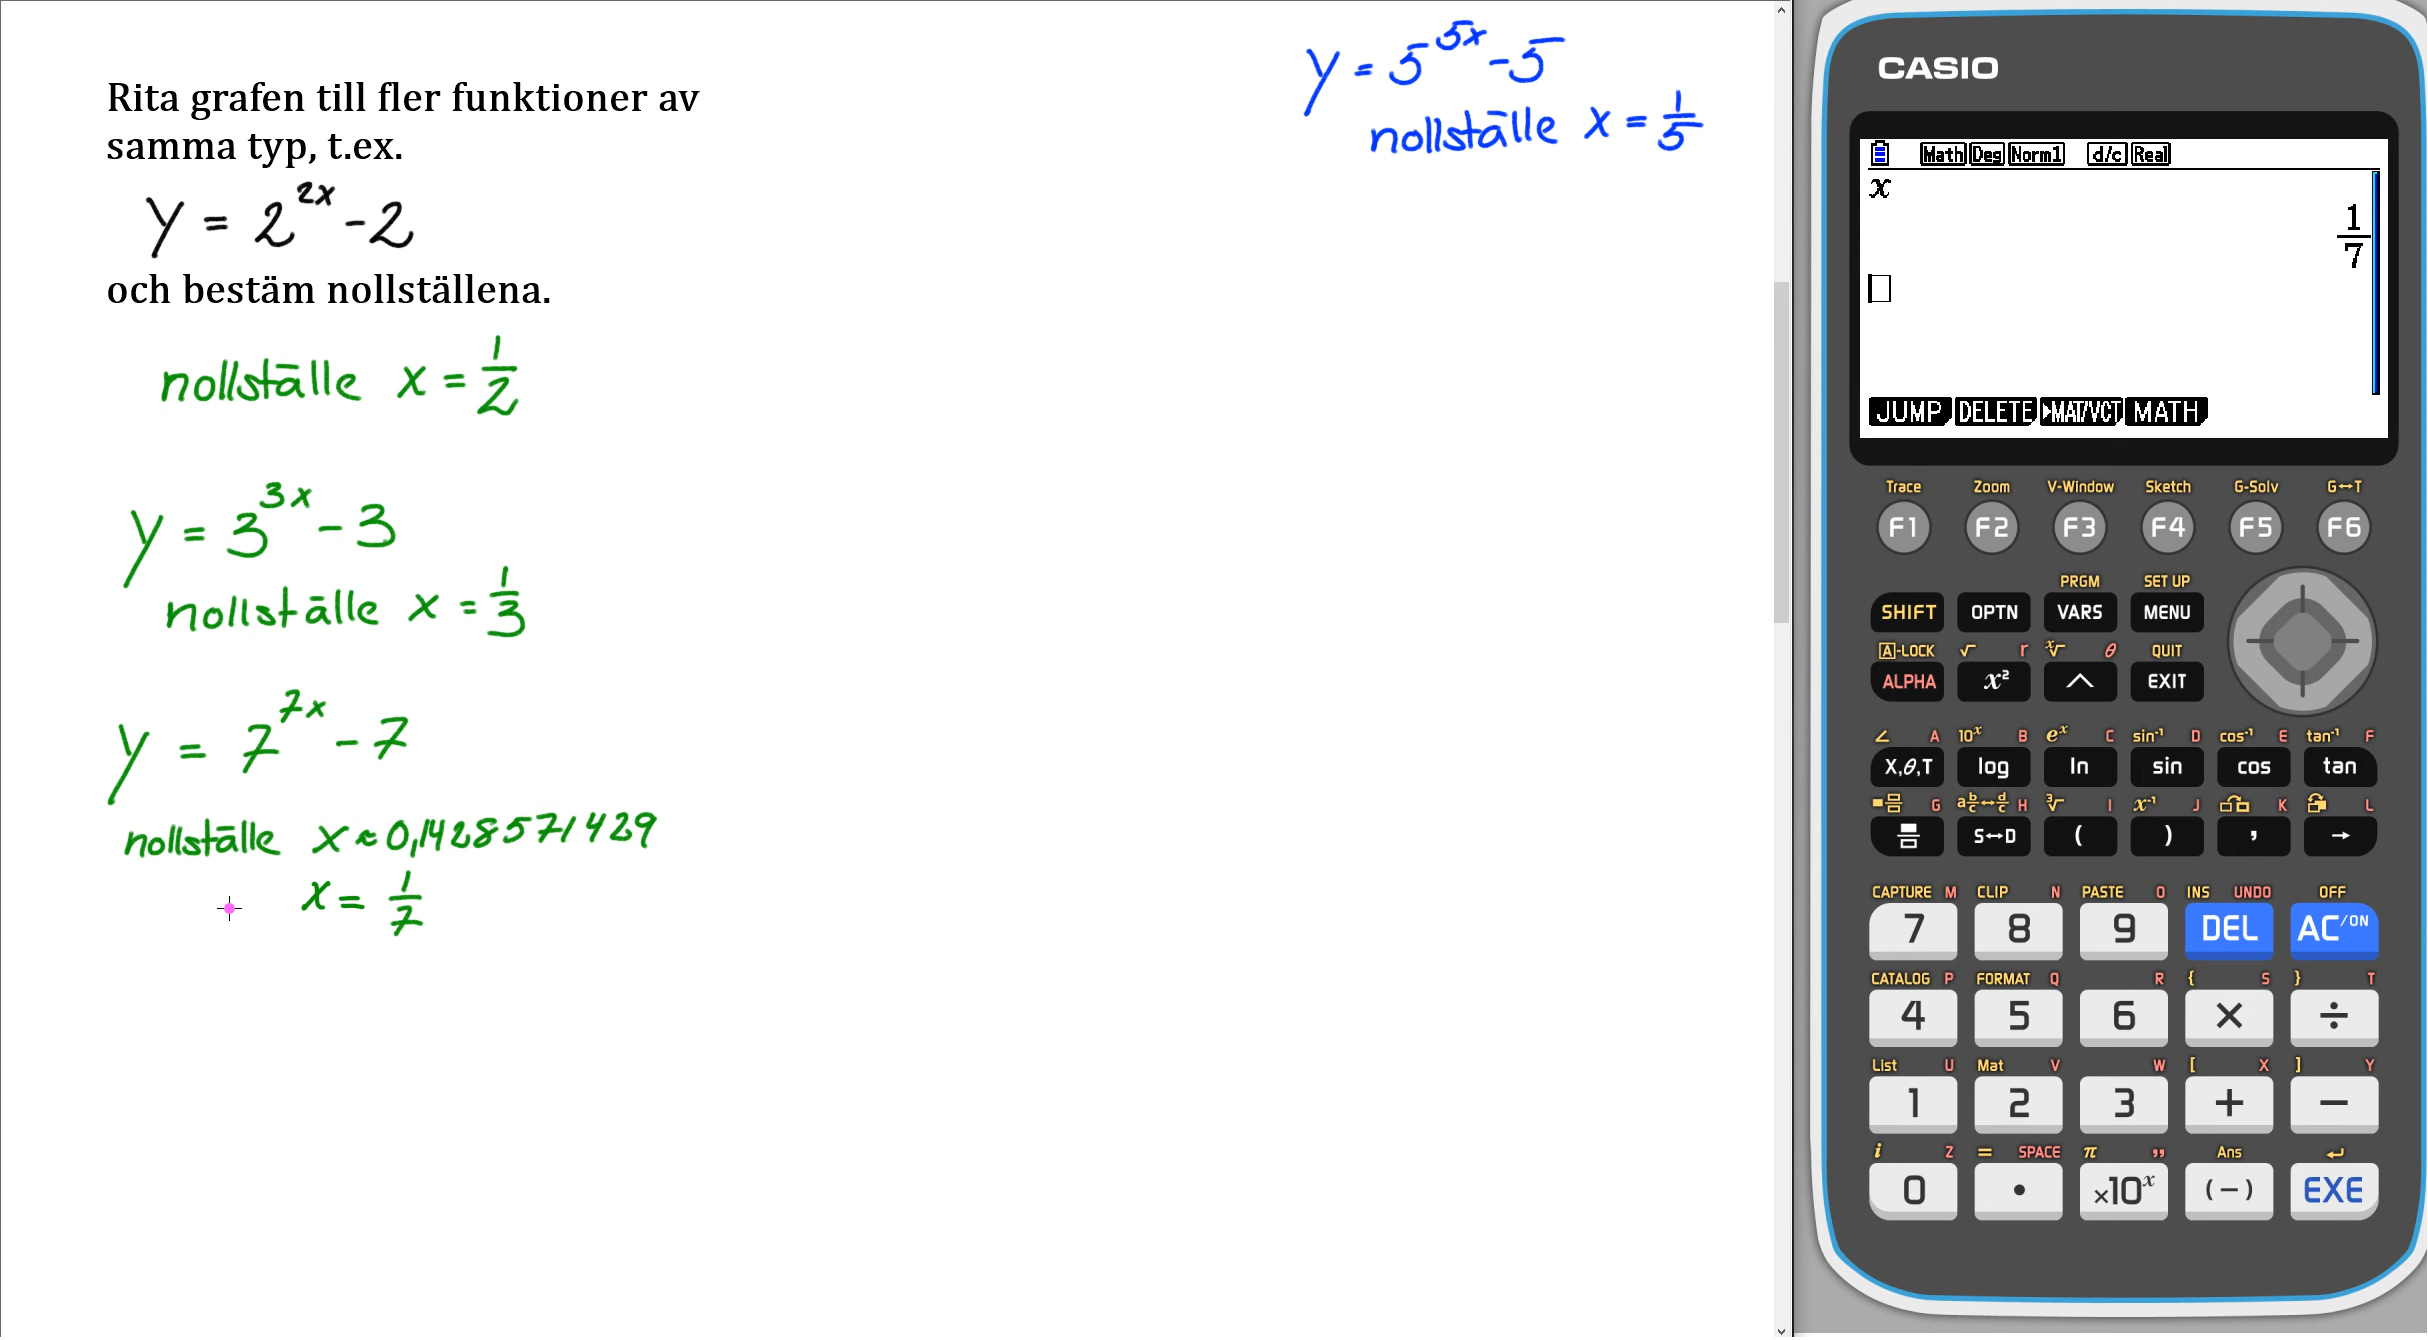 Rita grafen till fler funktioner av
samma typ, t.ex.
y = 2^{2x} - 2
och bestäm nollställena.
nollställe x = 1/2
y = 3^{3x} - 3
nollställe x = 1/3
y = 7^{7x} - 7
nollställe x ≈ 0,1428571429
x = 1/7
y = 5^{5x} - 5
nollställe x = 1/5
CASIO
Math Deg Norm1 d/c Real
x
1/7
JUMP DELETE ▶MAT/VCT MATH
Trace Zoom V-Window Sketch G-Solv G↔T
F1 F2 F3 F4 F5 F6
PRGM SET UP
SHIFT OPTN VARS MENU
A-LOCK √ r ˣ√ θ QUIT
ALPHA x² ^ EXIT
∠ A 10ˣ B eˣ C sin⁻¹ D cos⁻¹ E tan⁻¹ F
X,θ,T log ln sin cos tan
G a b/c↔d/c H ³√ I x⁻¹ J K L
S↔D ( ) , →
CAPTURE M CLIP N PASTE O INS UNDO OFF
7 8 9 DEL AC/ON
CATALOG P FORMAT Q R { S } T
4 5 6 × ÷
List U Mat V W [ X ] Y
1 2 3 + −
i Z = SPACE π " Ans ↵
0 • ×10ˣ (−) EXE